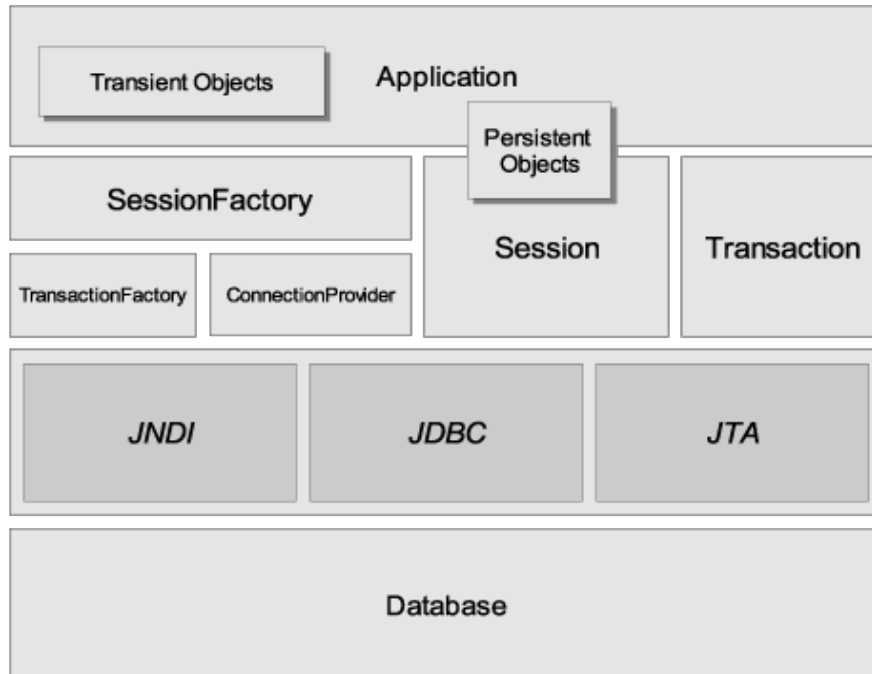 Transient Objects
Application
Persistent
Objects
SessionFactory
Session
Transaction
TransactionFactory
ConnectionProvider
JNDI
JDBC
JTA
Database